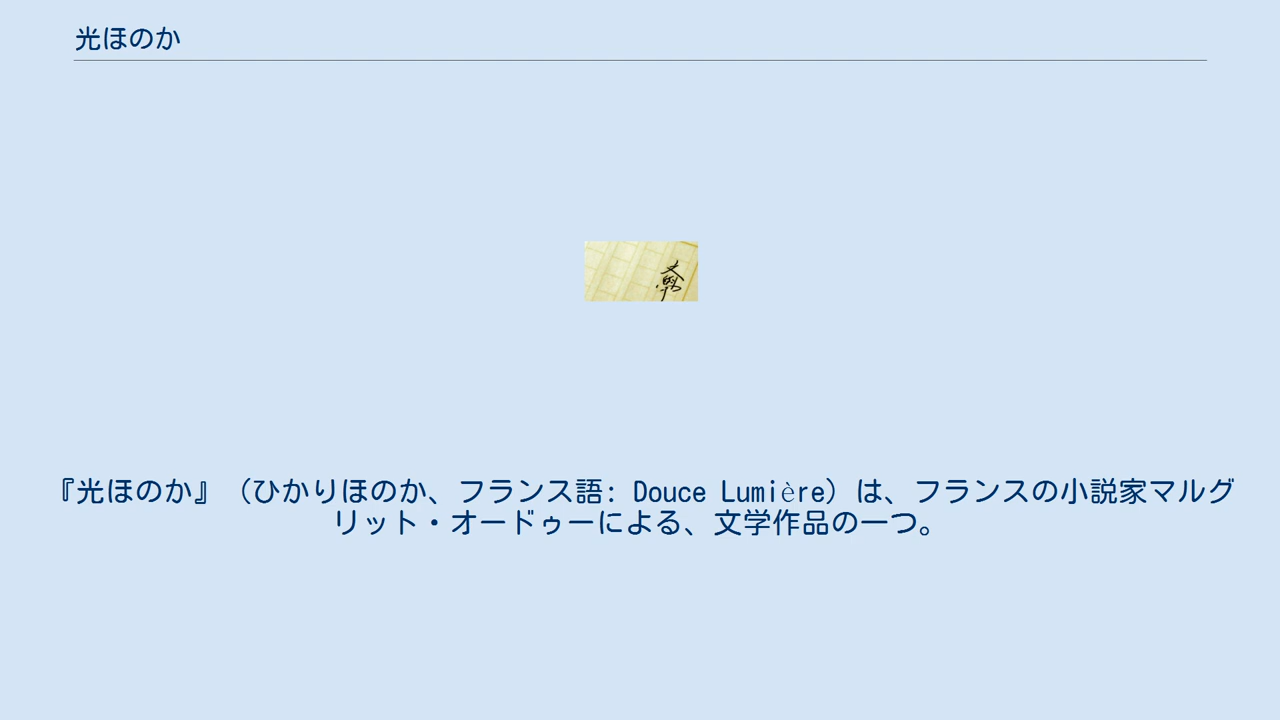 光ほのか
『光ほのか』（ひかりほのか、フランス語: Douce Lumière）は、フランスの小説家マルグ
リット・オードゥーによる、文学作品の一つ。